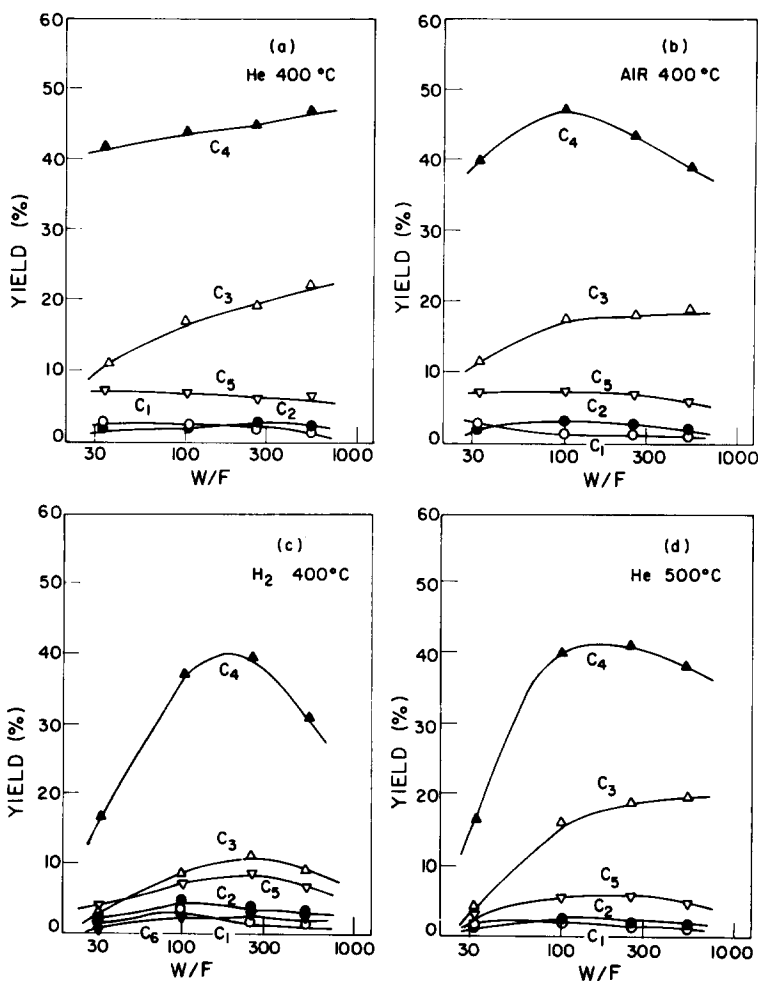 60
50
40
30
20
10
0
YIELD (%)
(a)
He 400 °C
C4
C3
C5
C1
C2
30 100 300 1000
W/F
60
50
40
30
20
10
0
YIELD (%)
(b)
AIR 400 °C
C4
C3
C5
C2
C1
30 100 300 1000
W/F
60
50
40
30
20
10
0
YIELD (%)
(c)
H2 400°C
C4
C3
C5
C2
C6 C1
30 100 300 1000
W/F
60
50
40
30
20
10
0
YIELD (%)
(d)
He 500°C
C4
C3
C5
C2
C1
30 100 300 1000
W/F